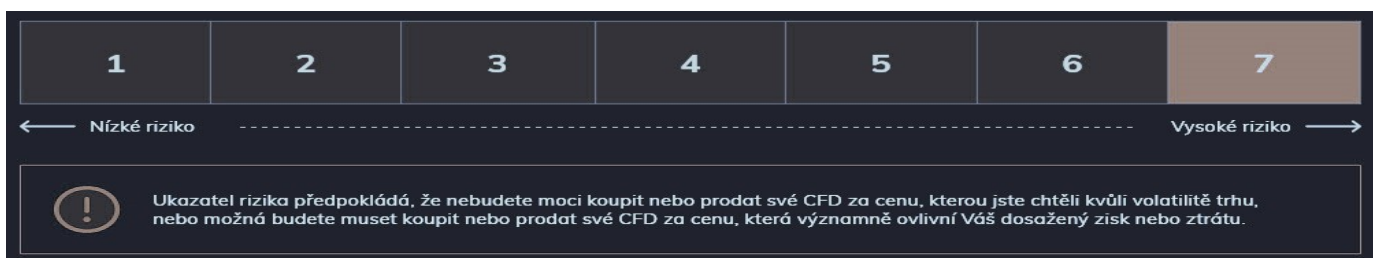 1 2 3 4 5 6 7
Nízké riziko Vysoké riziko
Ukazatel rizika předpokládá, že nebudete moci koupit nebo prodat své CFD za cenu, kterou jste chtěli kvůli volatilitě trhu,
nebo možná budete muset koupit nebo prodat své CFD za cenu, která významně ovlivní Váš dosažený zisk nebo ztrátu.